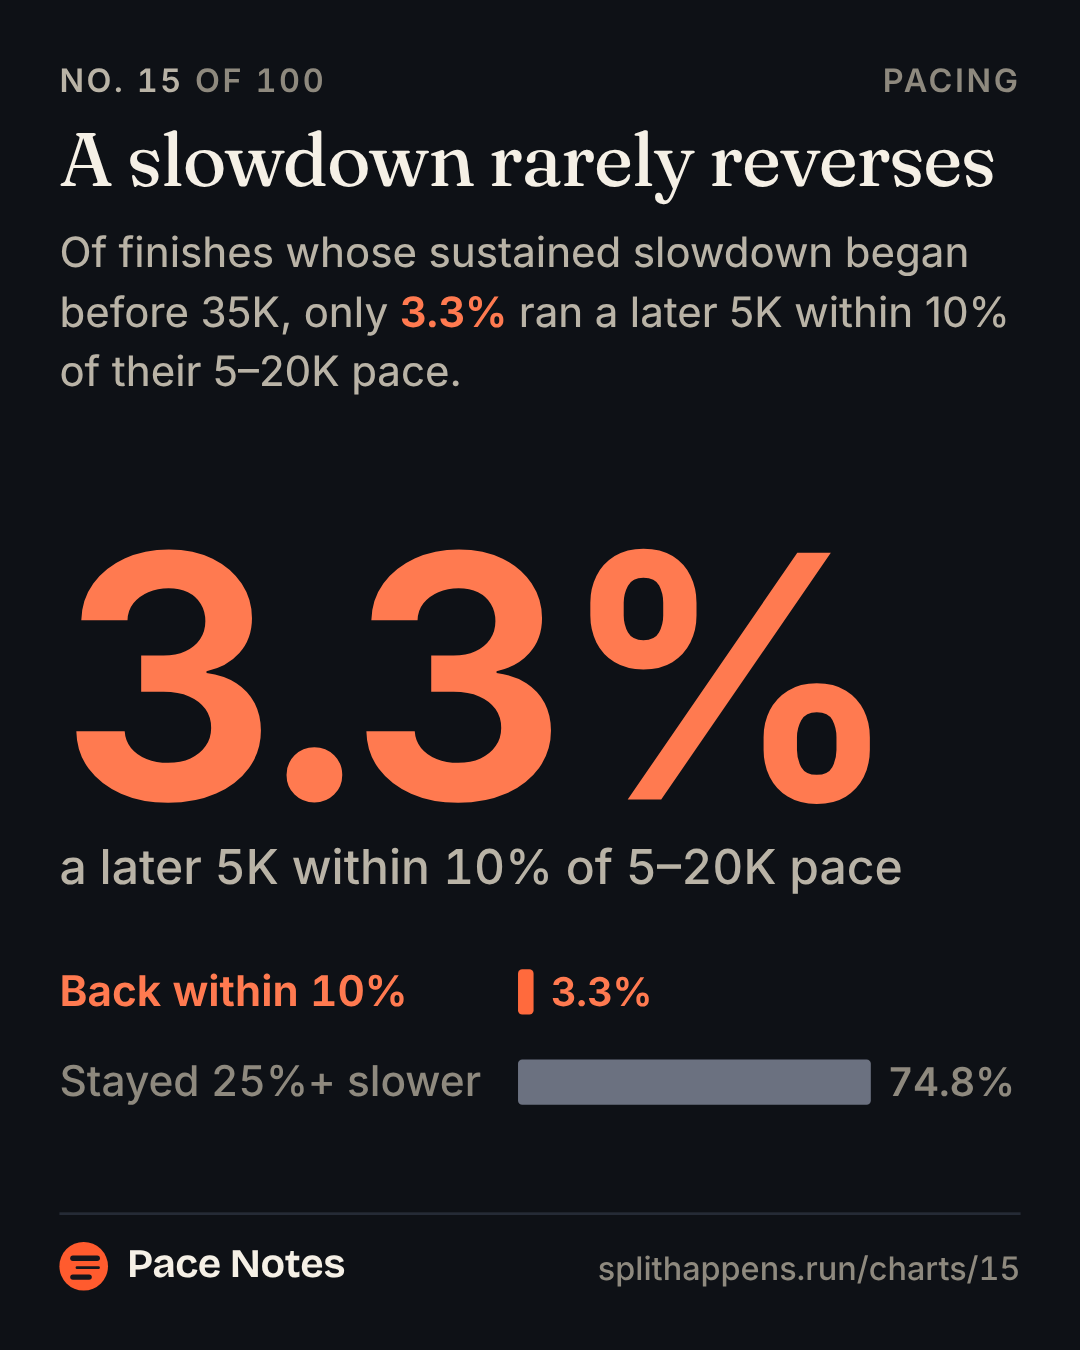 NO. 15 OF 100
PACING
A slowdown rarely reverses
Of finishes whose sustained slowdown began
before 35K, only 3.3% ran a later 5K within 10%
of their 5–20K pace.
3.3%
a later 5K within 10% of 5–20K pace
Back within 10% 3.3%
Stayed 25%+ slower 74.8%
Pace Notes
splithappens.run/charts/15